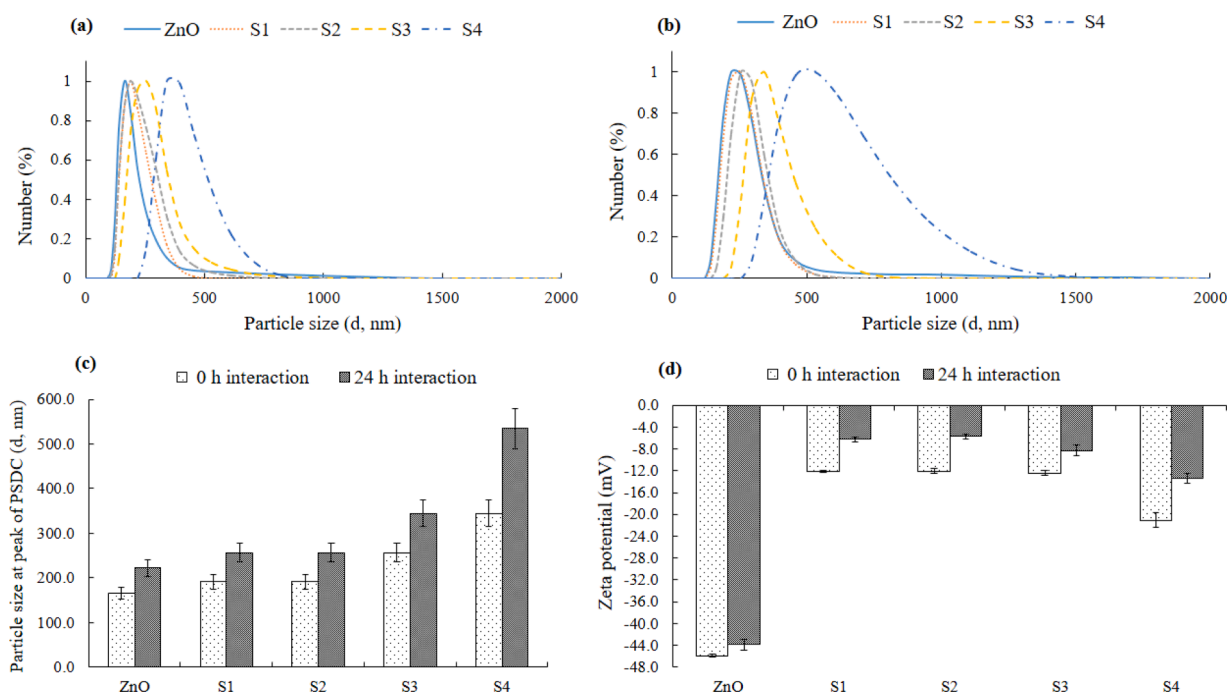 (a)
ZnO S1 S2 S3 S4
Number (%)
1
0.8
0.6
0.4
0.2
0
0 500 1000 1500 2000
Particle size (d, nm)
(b)
ZnO S1 S2 S3 S4
Number (%)
1
0.8
0.6
0.4
0.2
0
0 500 1000 1500 2000
Particle size (d, nm)
(c)
0 h interaction 24 h interaction
Particle size at peak of PSDC (d, nm)
600.0
500.0
400.0
300.0
200.0
100.0
0.0
ZnO S1 S2 S3 S4
(d)
0 h interaction 24 h interaction
Zeta potential (mV)
0.0
-4.0
-8.0
-12.0
-16.0
-20.0
-24.0
-28.0
-32.0
-36.0
-40.0
-44.0
-48.0
ZnO S1 S2 S3 S4